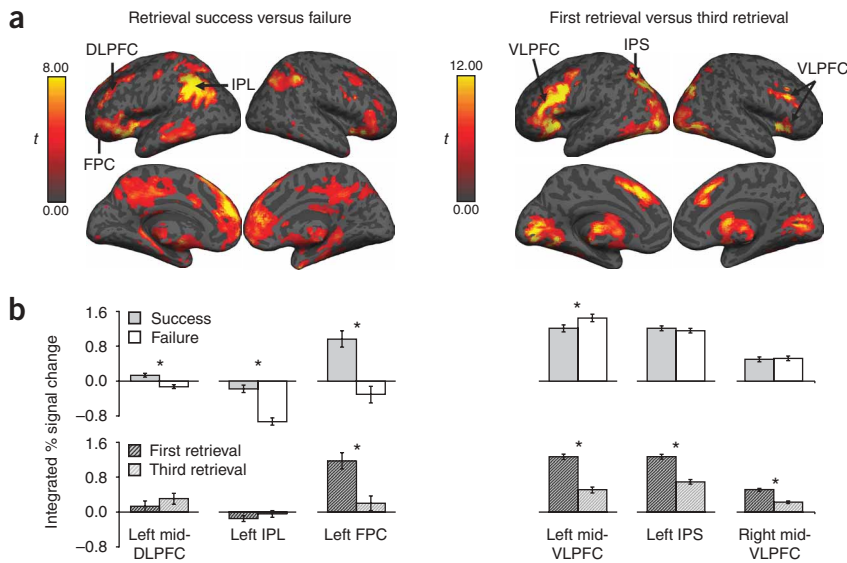 a
Retrieval success versus failure
First retrieval versus third retrieval
DLPFC
IPL
FPC
8.00
t
0.00
VLPFC
IPS
VLPFC
12.00
t
0.00
b
Integrated % signal change
1.6
0.8
0.0
–0.8
Success
Failure
*
*
*
*
1.6
0.8
0.0
–0.8
First retrieval
Third retrieval
*
*
*
*
Left mid-
DLPFC
Left IPL
Left FPC
Left mid-
VLPFC
Left IPS
Right mid-
VLPFC